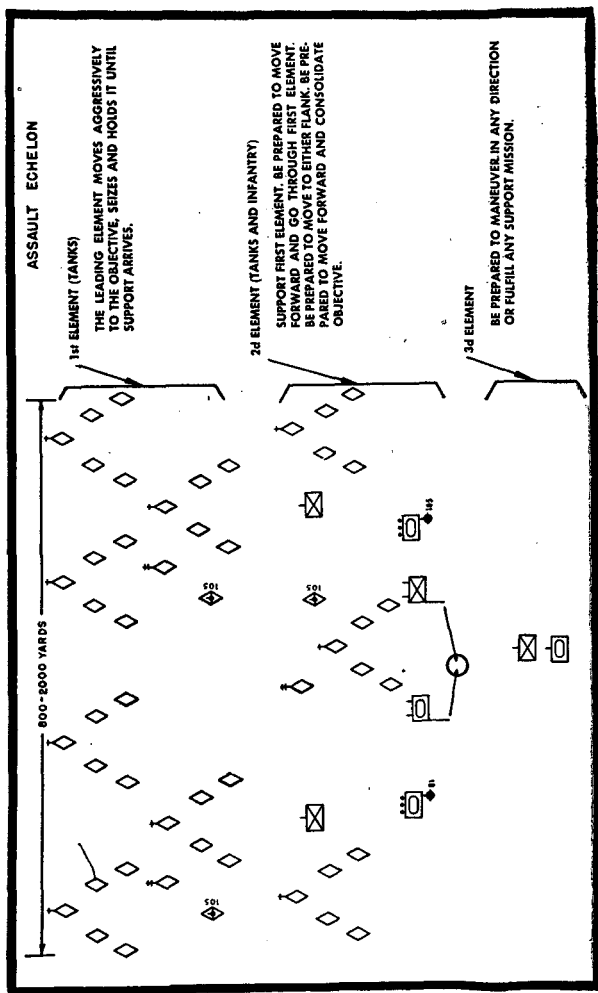 ASSAULT ECHELON
800-2000 YARDS
1st ELEMENT (TANKS)
THE LEADING ELEMENT MOVES AGGRESSIVELY
TO THE OBJECTIVE, SEIZES AND HOLDS IT UNTIL
SUPPORT ARRIVES.
2d ELEMENT (TANKS AND INFANTRY)
SUPPORT FIRST ELEMENT. BE PREPARED TO MOVE
FORWARD AND GO THROUGH FIRST ELEMENT.
BE PREPARED TO MOVE TO EITHER FLANK. BE PRE-
PARED TO MOVE FORWARD AND CONSOLIDATE
OBJECTIVE.
3d ELEMENT
BE PREPARED TO MANEUVER IN ANY DIRECTION
OR FULFILL ANY SUPPORT MISSION.
105
105
105
105
81